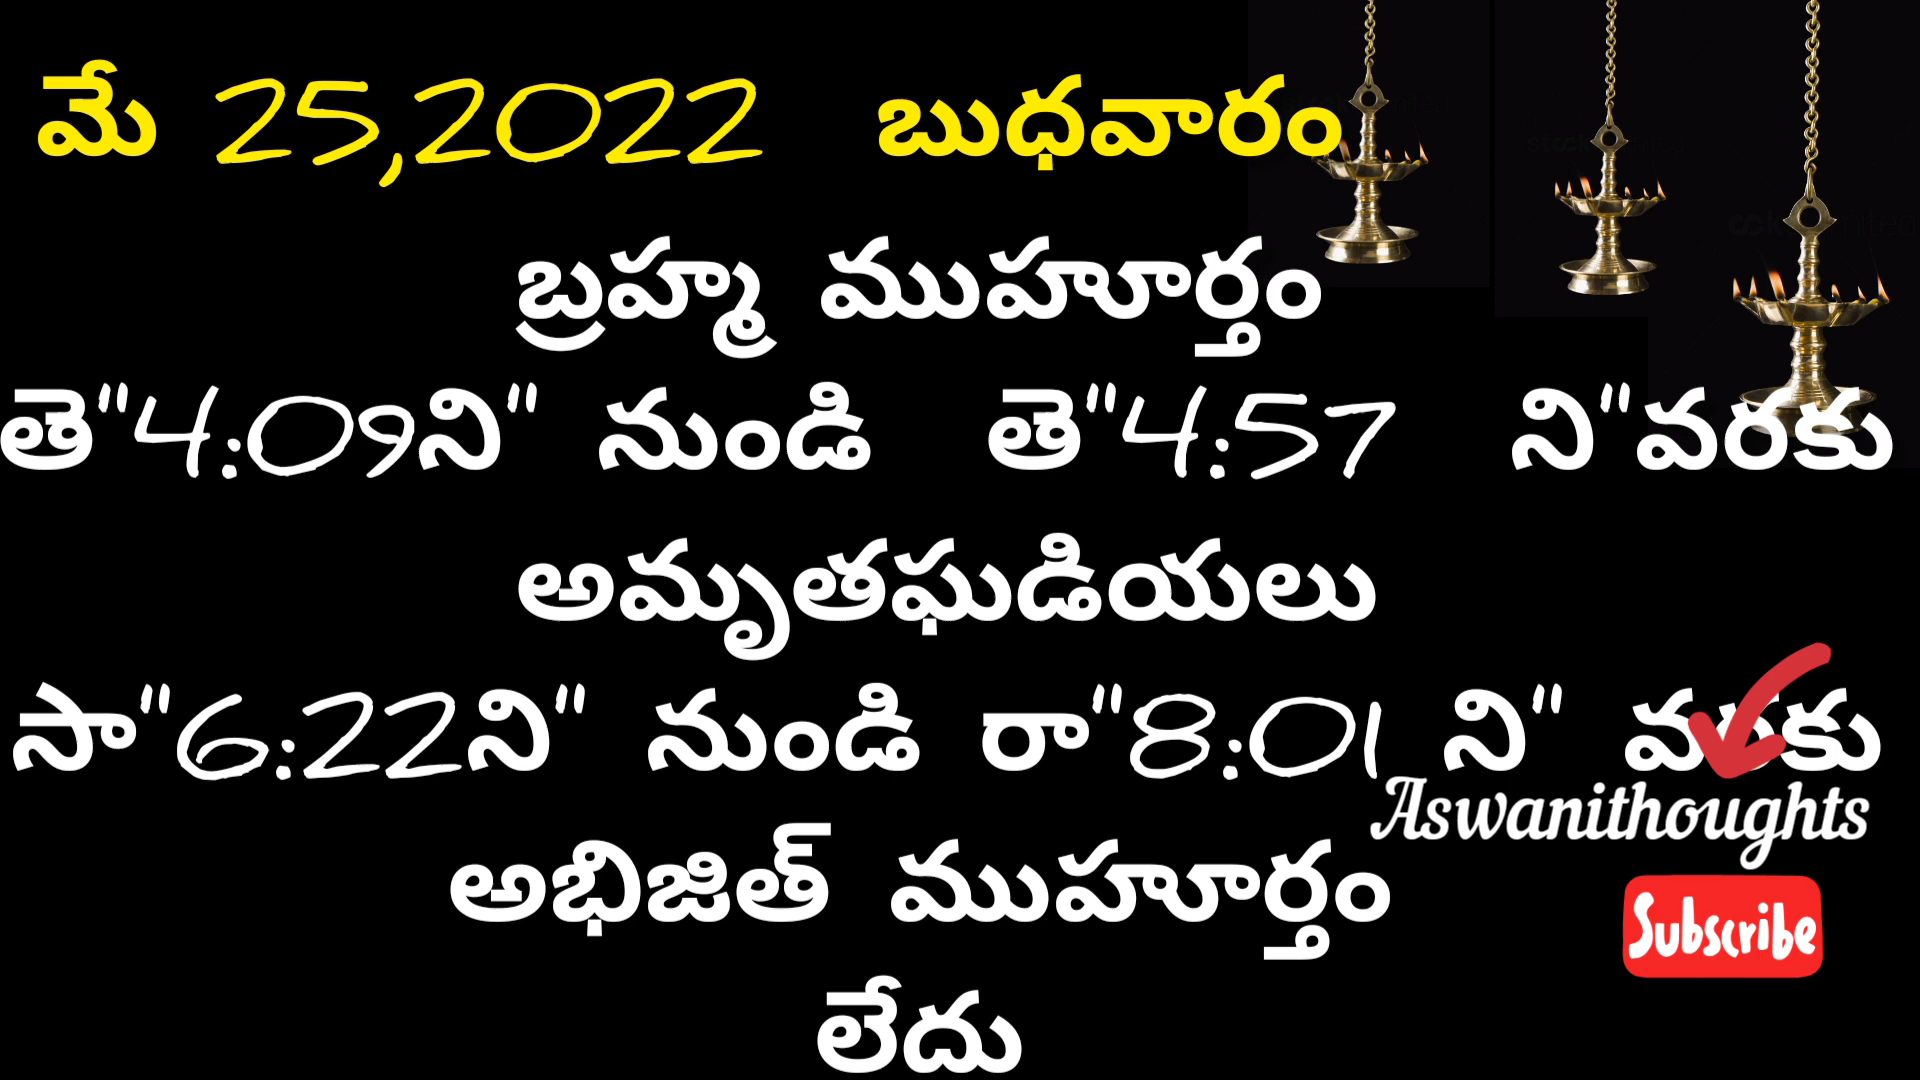 మే 25,2022 బుధవారం
బ్రహ్మ ముహూర్తం
తె"4:09ని" నుండి తె"4:57 ని"వరకు
అమృతఘడియలు
సా"6:22ని" నుండి రా"8:01 ని" వరకు
Aswanithoughts
అభిజిత్ ముహూర్తం
Subscribe
లేదు